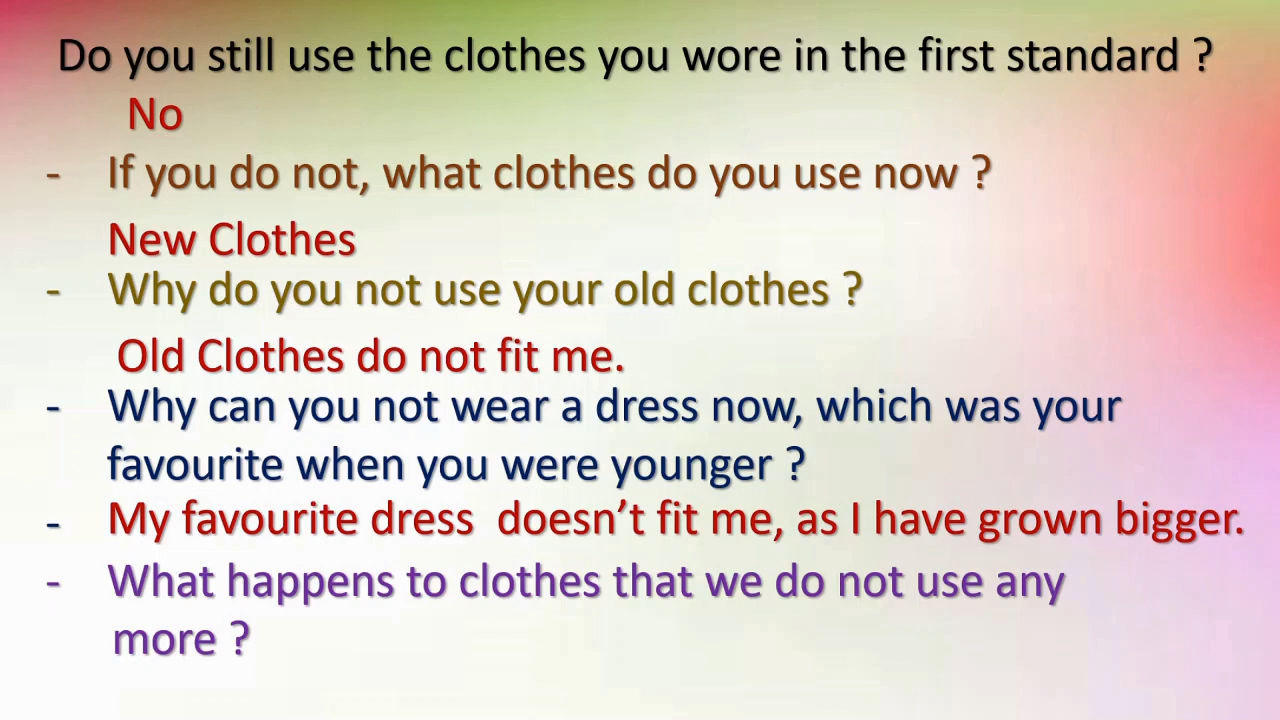 Do you still use the clothes you wore in the first standard ?
No
- If you do not, what clothes do you use now ?
New Clothes
- Why do you not use your old clothes ?
Old Clothes do not fit me.
- Why can you not wear a dress now, which was your
favourite when you were younger ?
- My favourite dress  doesn’t fit me, as I have grown bigger.
- What happens to clothes that we do not use any
more ?